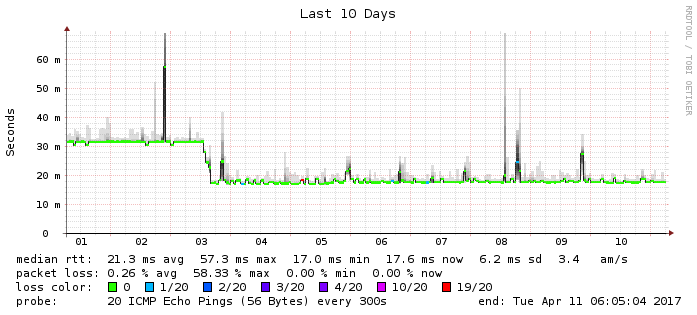 Last 10 Days
RRDTOOL / TOBI OETIKER
Seconds
60 m
50 m
40 m
30 m
20 m
10 m
0
01 02 03 04 05 06 07 08 09 10
median rtt: 21.3 ms avg 57.3 ms max 17.0 ms min 17.6 ms now 6.2 ms sd 3.4 am/s
packet loss: 0.26 % avg 58.33 % max 0.00 % min 0.00 % now
loss color: 0 1/20 2/20 3/20 4/20 10/20 19/20
probe: 20 ICMP Echo Pings (56 Bytes) every 300s end: Tue Apr 11 06:05:04 2017